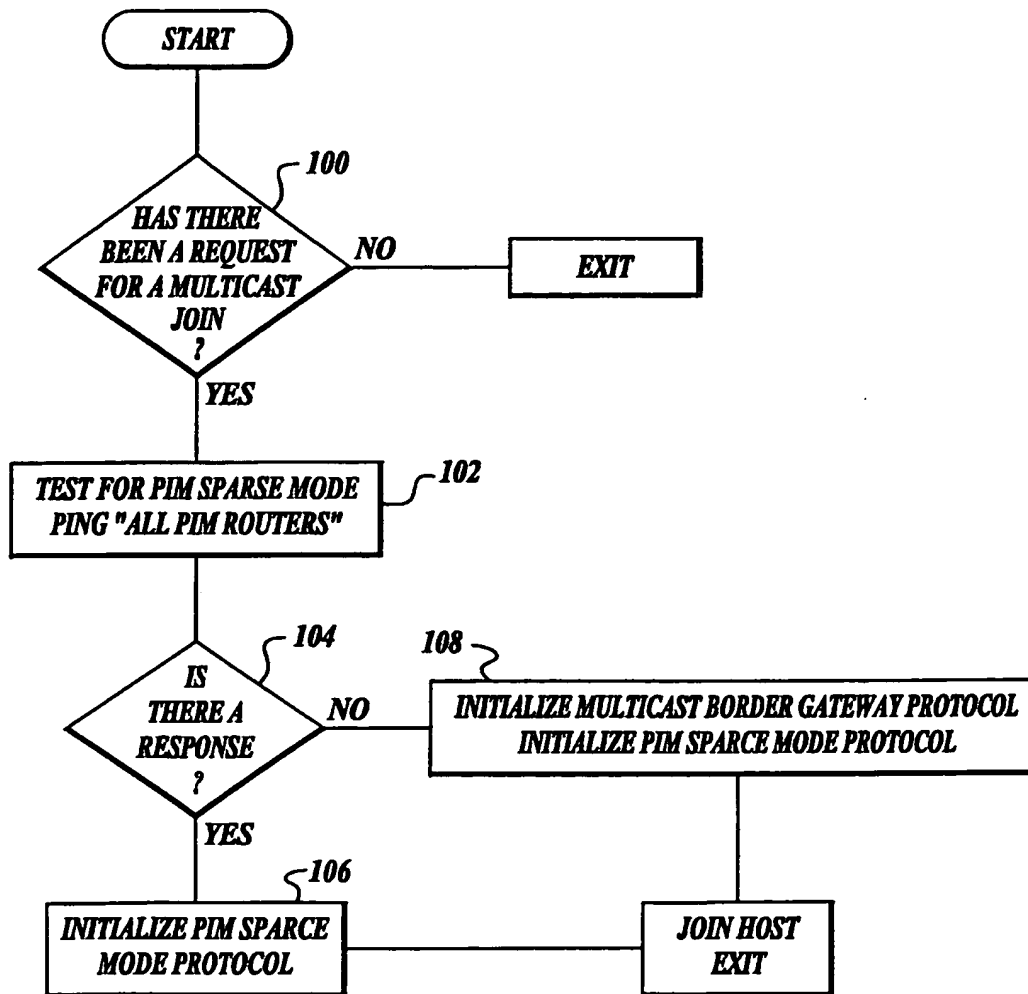 START
100
HAS THERE
BEEN A REQUEST
FOR A MULTICAST
JOIN
?
NO
EXIT
YES
102
TEST FOR PIM SPARSE MODE
PING "ALL PIM ROUTERS"
104
IS
THERE A
RESPONSE
?
NO
108
INITIALIZE MULTICAST BORDER GATEWAY PROTOCOL
INITIALIZE PIM SPARCE MODE PROTOCOL
YES
106
INITIALIZE PIM SPARCE
MODE PROTOCOL
JOIN HOST
EXIT